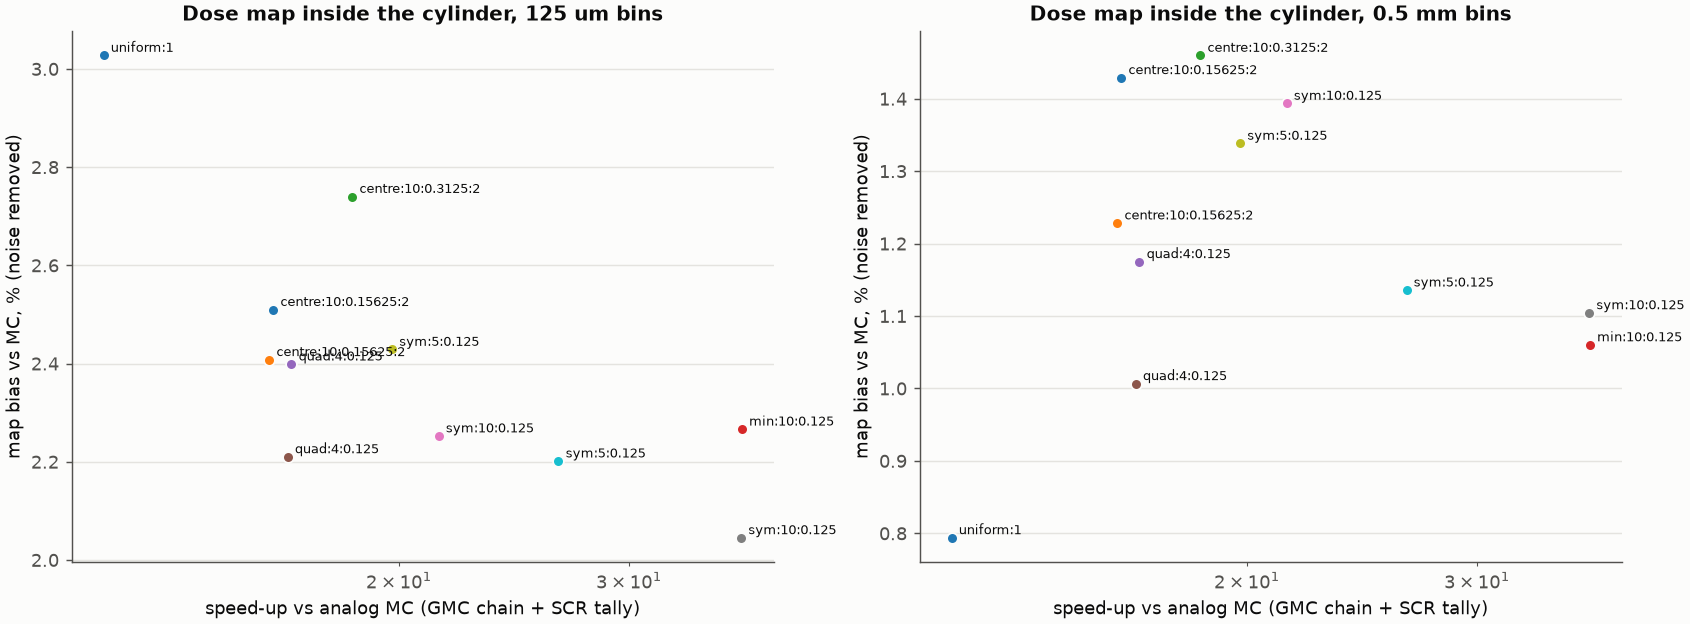 Dose map inside the cylinder, 125 um bins
map bias vs MC, % (noise removed)
3.0
2.8
2.6
2.4
2.2
2.0
uniform:1
centre:10:0.3125:2
centre:10:0.15625:2
sym:5:0.125
centre:10:0.15625:2
quad:4:0.125
sym:10:0.125
min:10:0.125
quad:4:0.125
sym:5:0.125
sym:10:0.125
2 × 10¹
3 × 10¹
speed-up vs analog MC (GMC chain + SCR tally)
Dose map inside the cylinder, 0.5 mm bins
map bias vs MC, % (noise removed)
1.4
1.3
1.2
1.1
1.0
0.9
0.8
centre:10:0.3125:2
centre:10:0.15625:2
sym:10:0.125
sym:5:0.125
centre:10:0.15625:2
quad:4:0.125
sym:5:0.125
sym:10:0.125
min:10:0.125
quad:4:0.125
uniform:1
2 × 10¹
3 × 10¹
speed-up vs analog MC (GMC chain + SCR tally)